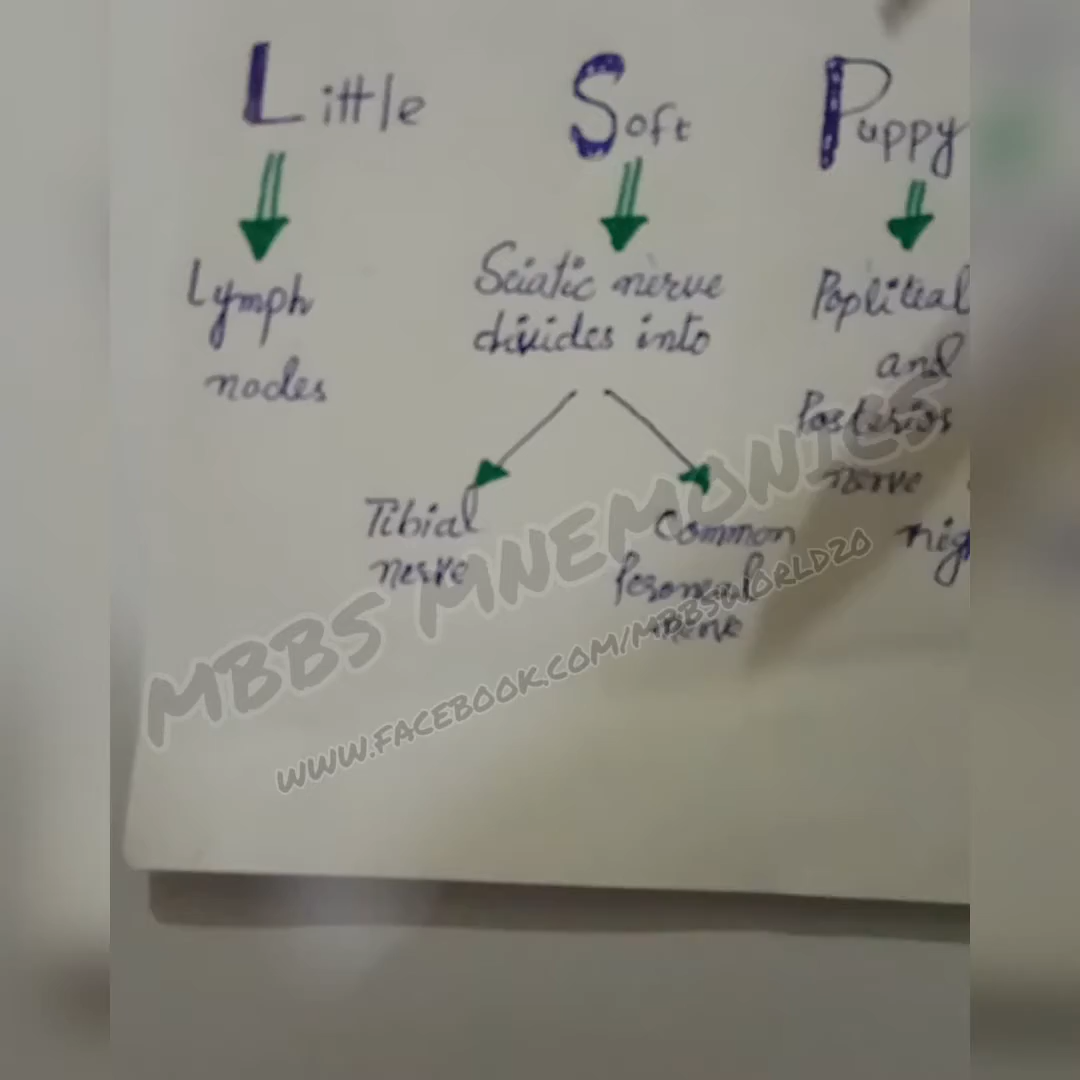 Little Soft Puppy
Lymph
nodes
Sciatic nerve
divides into
Tibial
nerve
Common
Peroneal
nerve
Popliteal
and
Posterior
nerve
MBBS MNEMONICS
www.facebook.com/mbbsworld20